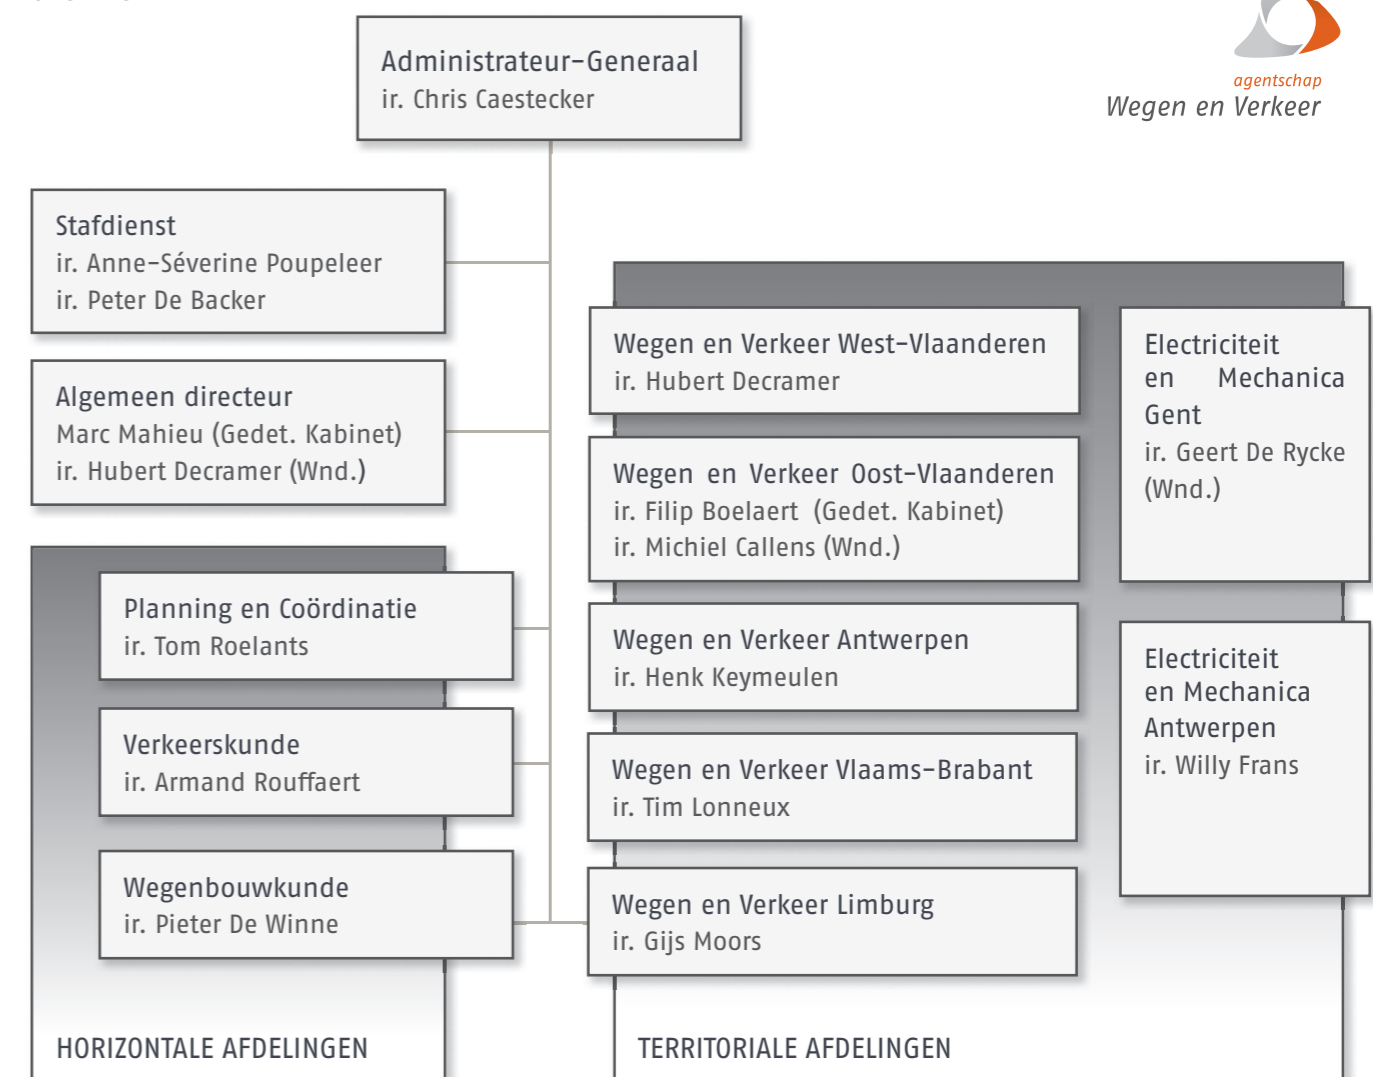 Administrateur-Generaal
ir. Chris Caestecker
agentschap
Wegen en Verkeer
Stafdienst
ir. Anne-Séverine Poupeleer
ir. Peter De Backer
Algemeen directeur
Marc Mahieu (Gedet. Kabinet)
ir. Hubert Decramer (Wnd.)
Planning en Coördinatie
ir. Tom Roelants
Verkeerskunde
ir. Armand Rouffaert
Wegenbouwkunde
ir. Pieter De Winne
HORIZONTALE AFDELINGEN
Wegen en Verkeer West-Vlaanderen
ir. Hubert Decramer
Wegen en Verkeer Oost-Vlaanderen
ir. Filip Boelaert (Gedet. Kabinet)
ir. Michiel Callens (Wnd.)
Wegen en Verkeer Antwerpen
ir. Henk Keymeulen
Wegen en Verkeer Vlaams-Brabant
ir. Tim Lonneux
Wegen en Verkeer Limburg
ir. Gijs Moors
Electriciteit
en Mechanica
Gent
ir. Geert De Rycke
(Wnd.)
Electriciteit
en Mechanica
Antwerpen
ir. Willy Frans
TERRITORIALE AFDELINGEN